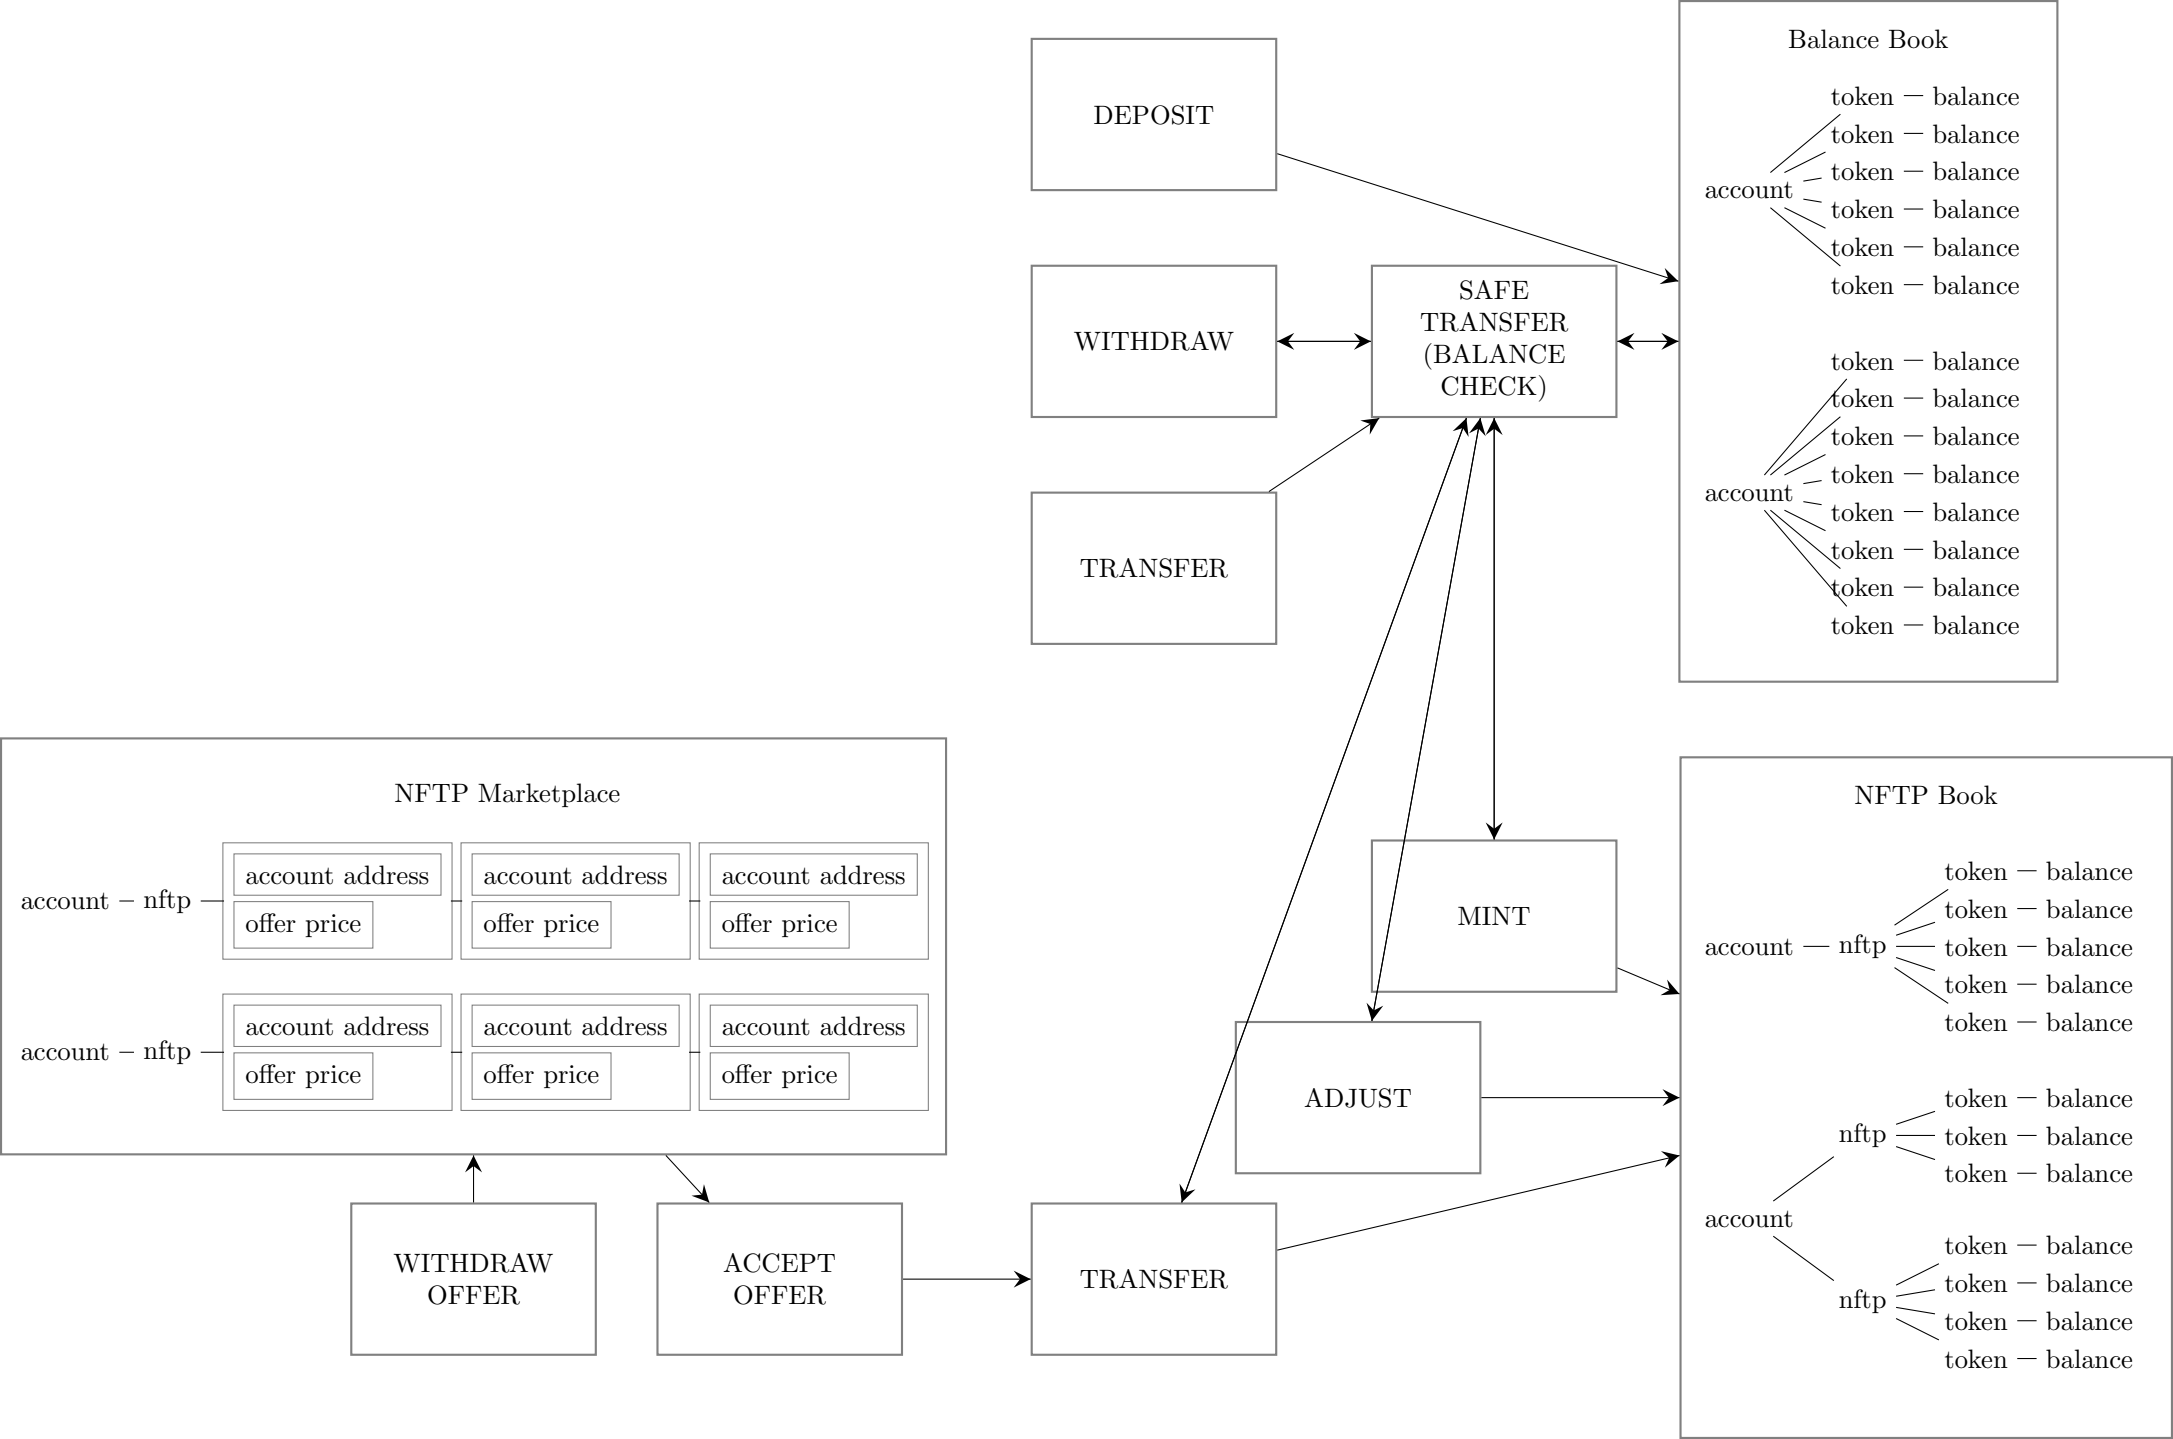 Balance Book
DEPOSIT
token — balance
token — balance
token — balance
account
token — balance
token — balance
token — balance
WITHDRAW
SAFE
TRANSFER
(BALANCE
CHECK)
token — balance
token — balance
token — balance
token — balance
account
token — balance
token — balance
token — balance
token — balance
TRANSFER
NFTP Marketplace
account – nftp
account address
offer price
account address
offer price
account address
offer price
account – nftp
account address
offer price
account address
offer price
account address
offer price
WITHDRAW
OFFER
ACCEPT
OFFER
TRANSFER
MINT
ADJUST
NFTP Book
token — balance
token — balance
account — nftp
token — balance
token — balance
token — balance
token — balance
nftp
token — balance
token — balance
account
token — balance
token — balance
nftp
token — balance
token — balance